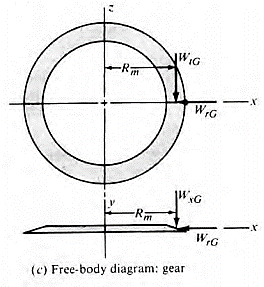 z
W_tG
R_m
x
W_rG
y
W_xG
R_m
x
W_rG
(c) Free-body diagram: gear